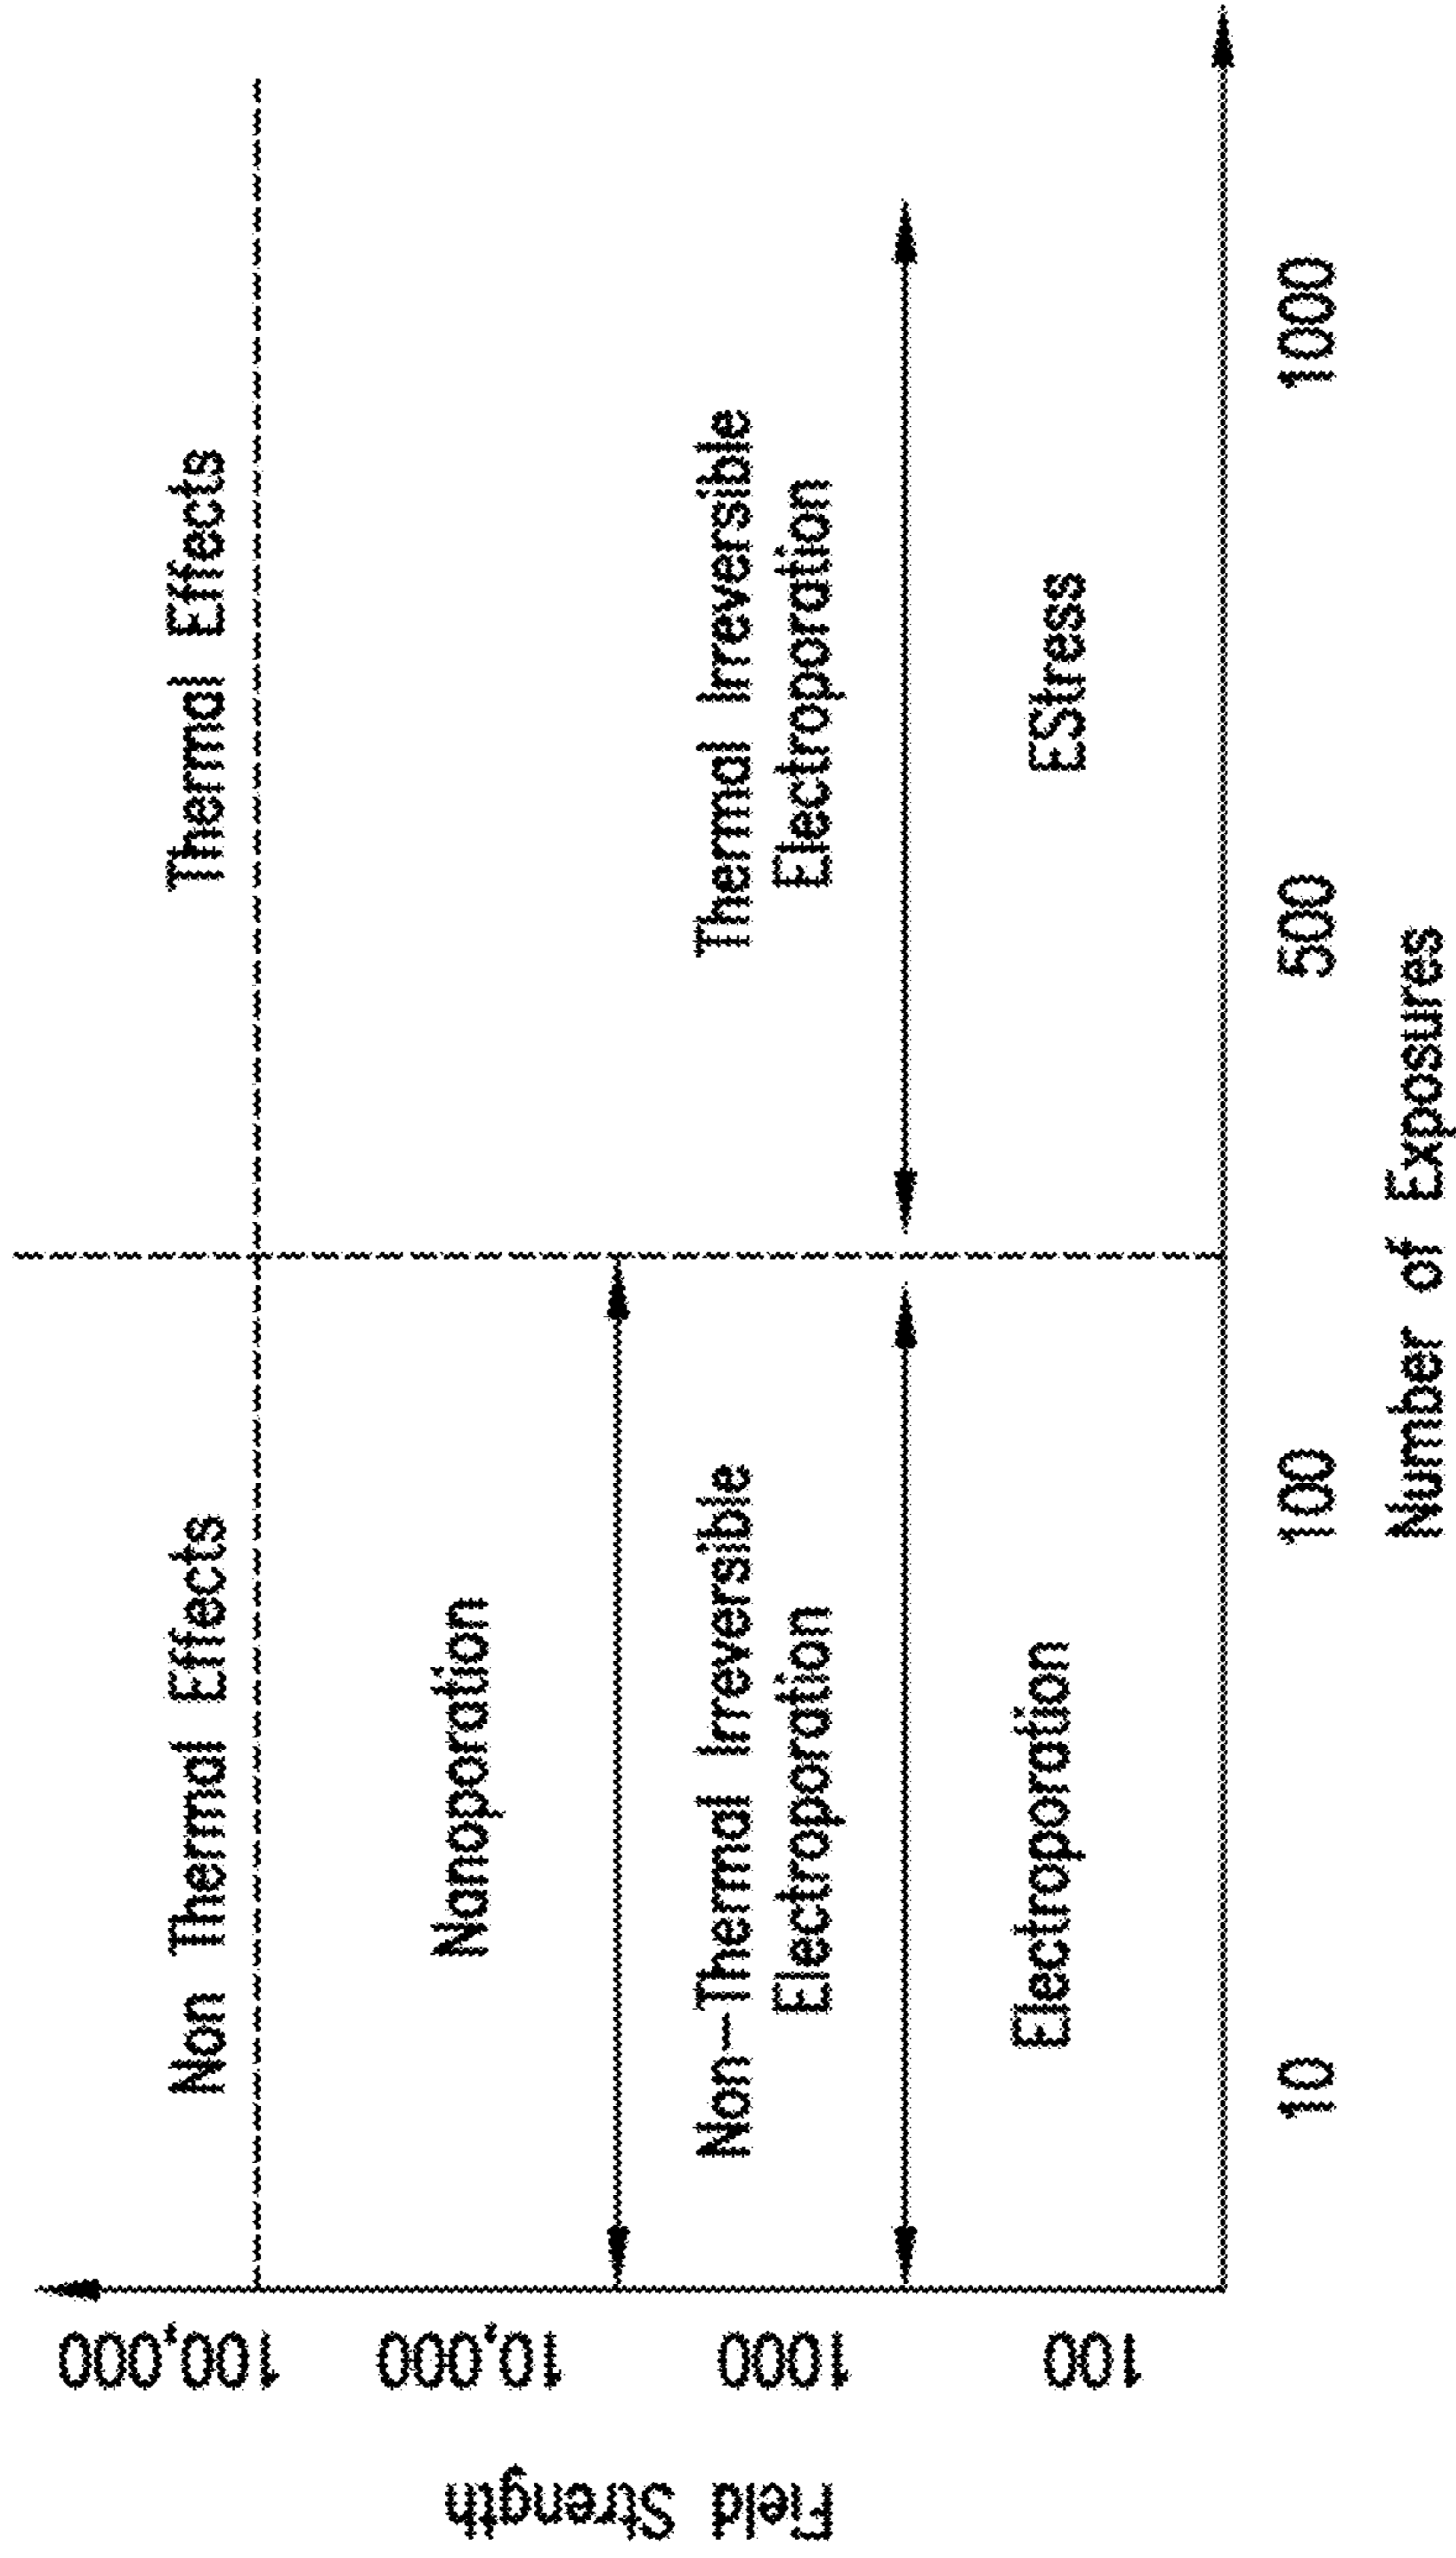 Non Thermal Effects
Thermal Effects
Field Strength
100,000
10,000
1000
100
Nanoporation
Non-Thermal Irreversible
Electroporation
Thermal Irreversible
Electroporation
Electroporation
EStress
10
100
500
1000
Number of Exposures